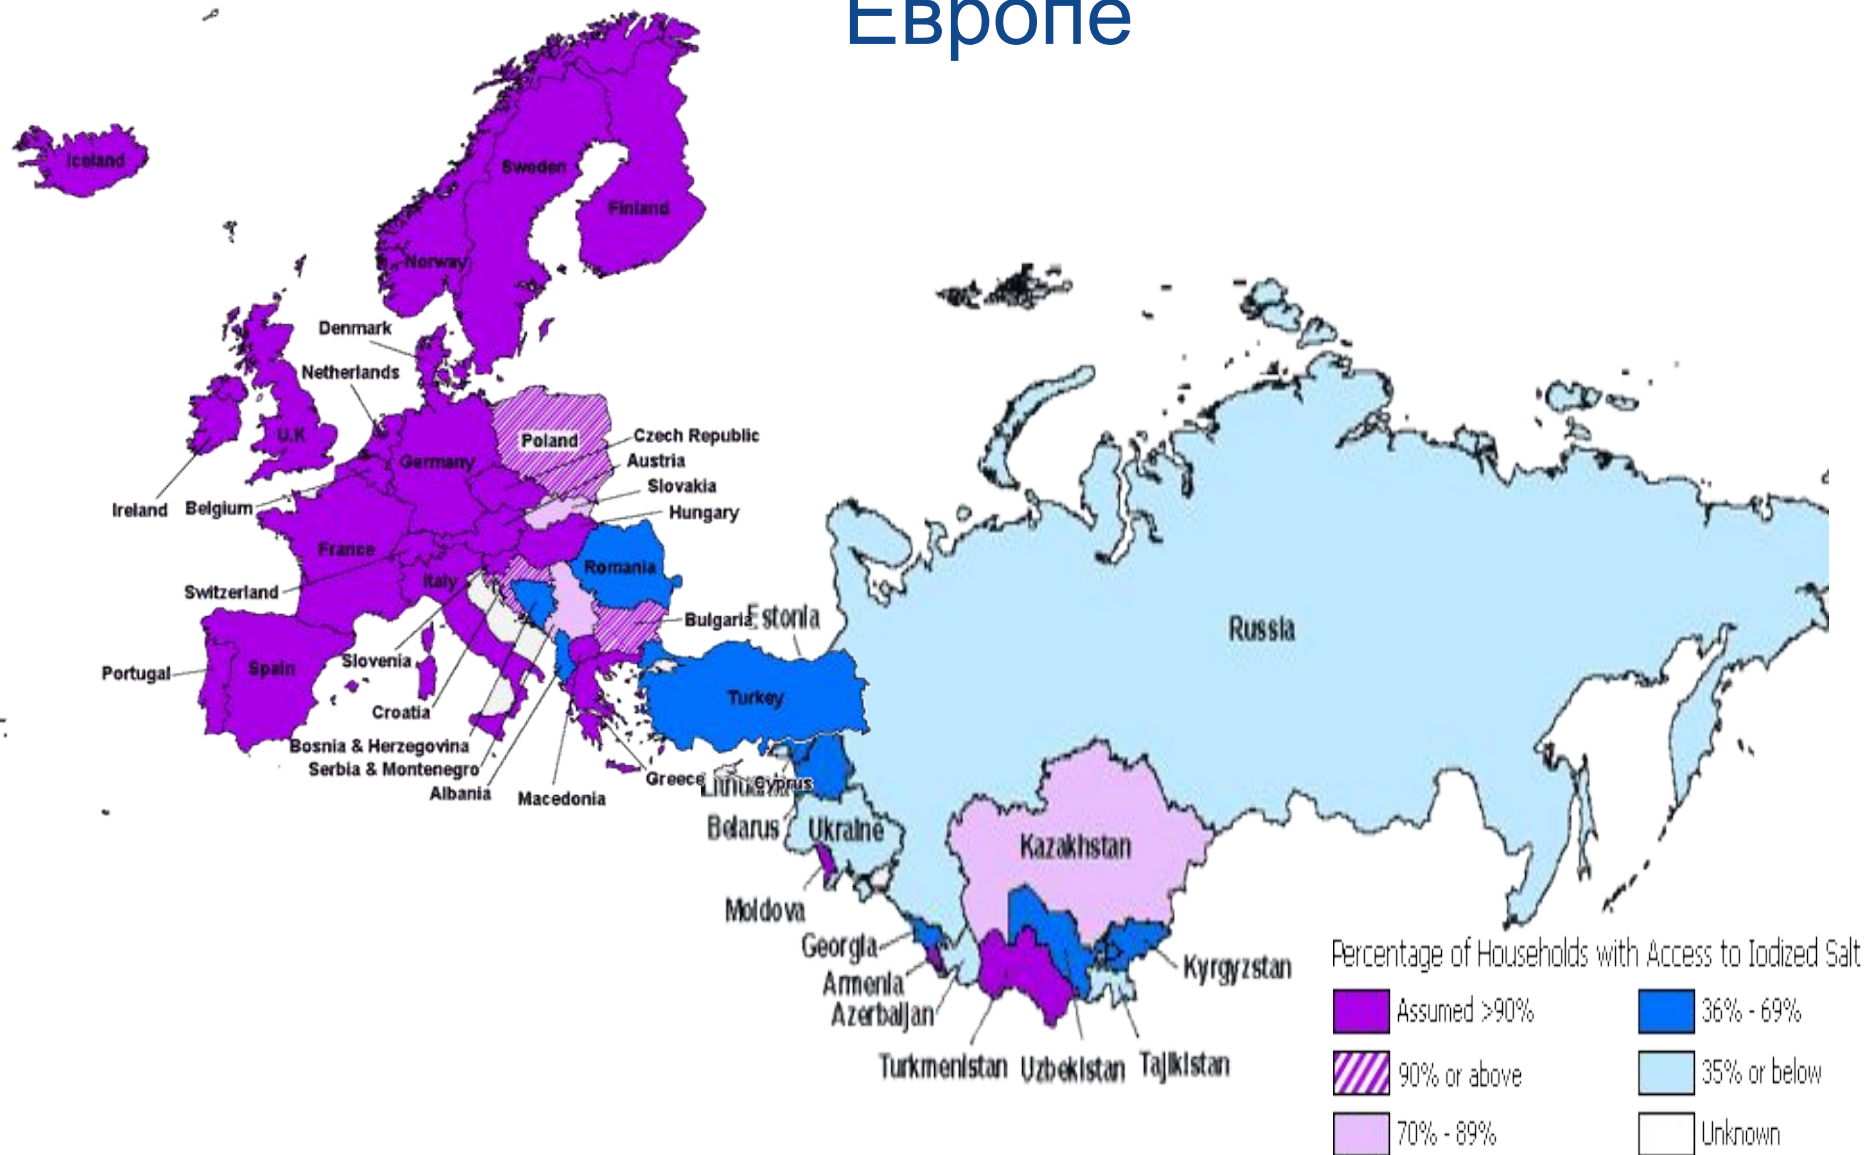 Европе
Iceland
Sweden
Finland
Norway
Denmark
Netherlands
U.K
Poland
Czech Republic
Germany
Austria
Slovakia
Ireland
Belgium
Hungary
France
Romania
Italy
Switzerland
Bulgaria
Estonia
Russia
Slovenia
Portugal
Spain
Turkey
Croatia
Bosnia & Herzegovina
Serbia & Montenegro
Greece
Cyprus
Albania
Macedonia
Belarus
Ukraine
Kazakhstan
Moldova
Georgia
Armenia
Azerbaijan
Kyrgyzstan
Turkmenistan
Uzbekistan
Tajikistan
Percentage of Households with Access to Iodized Salt
Assumed >90%
36% - 69%
90% or above
35% or below
70% - 89%
Unknown